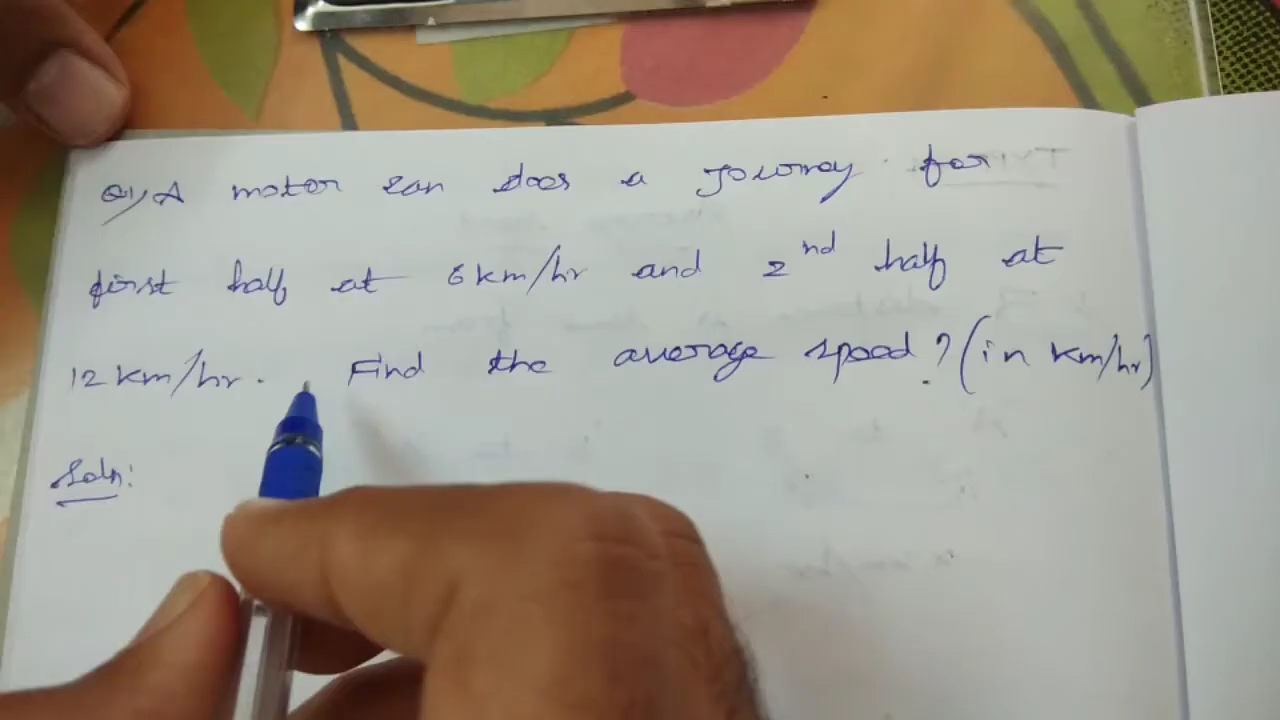 Q1) A motor car does a journey for
first half at 6 km/hr and 2nd half at
12 km/hr. Find the average speed? (in km/hr)
Soln: